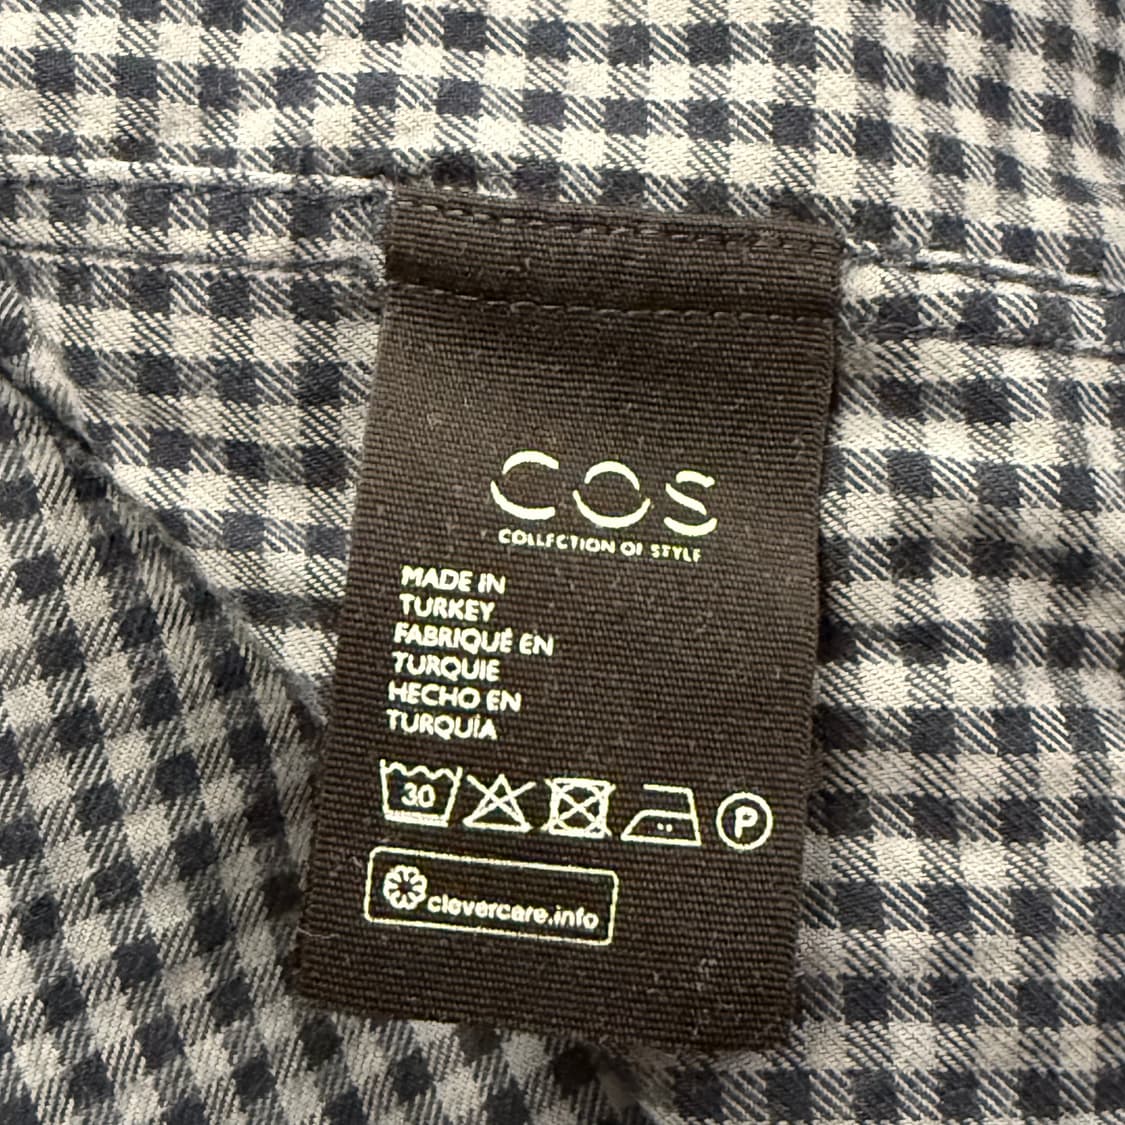 COS
COLLECTION OF STYLE
MADE IN
TURKEY
FABRIQUÉ EN
TURQUIE
HECHO EN
TURQUÍA
30
P
clevercare.info